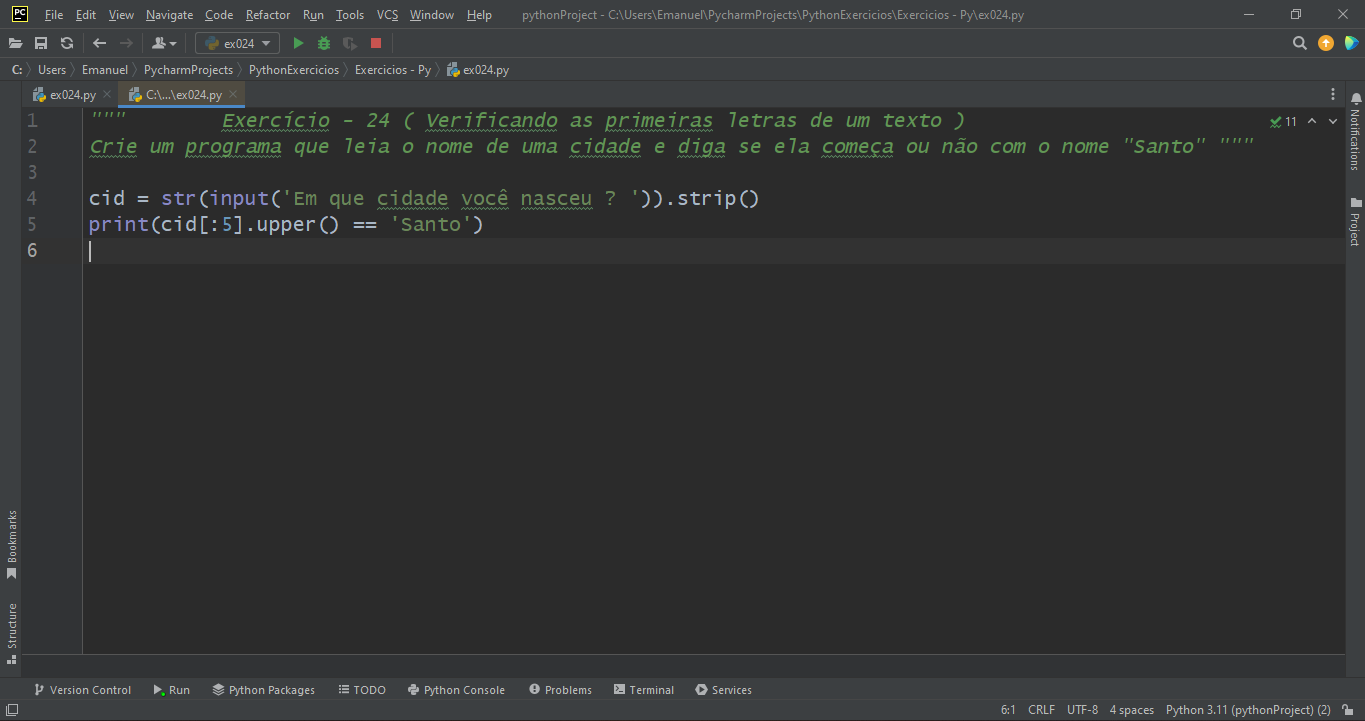 PC File Edit View Navigate Code Refactor Run Tools VCS Window Help pythonProject - C:\Users\Emanuel\PycharmProjects\PythonExercicios\Exercicios - Py\ex024.py
ex024
C: Users Emanuel PycharmProjects PythonExercicios Exercicios - Py ex024.py
ex024.py C:\...\ex024.py
1 """        Exercício - 24 ( Verificando as primeiras letras de um texto )
11
2 Crie um programa que leia o nome de uma cidade e diga se ela começa ou não com o nome "Santo" """
3
4 cid = str(input('Em que cidade você nasceu ? ')).strip()
5 print(cid[:5].upper() == 'Santo')
6
Notifications
Project
Bookmarks
Structure
Version Control Run Python Packages TODO Python Console Problems Terminal Services
6:1 CRLF UTF-8 4 spaces Python 3.11 (pythonProject) (2)